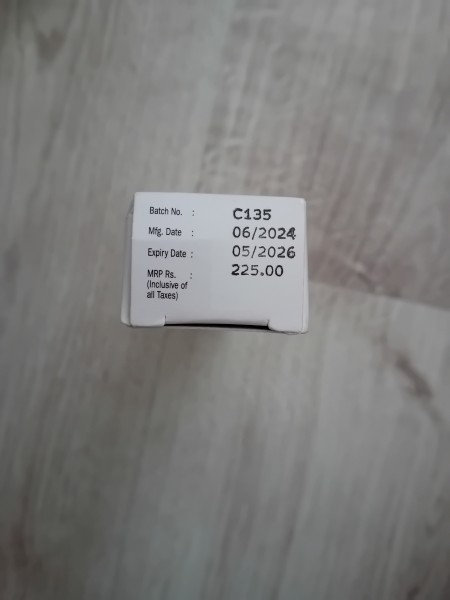 Batch No. : C135
Mfg. Date : 06/2024
Expiry Date : 05/2026
MRP Rs. : 225.00
(Inclusive of
all Taxes)